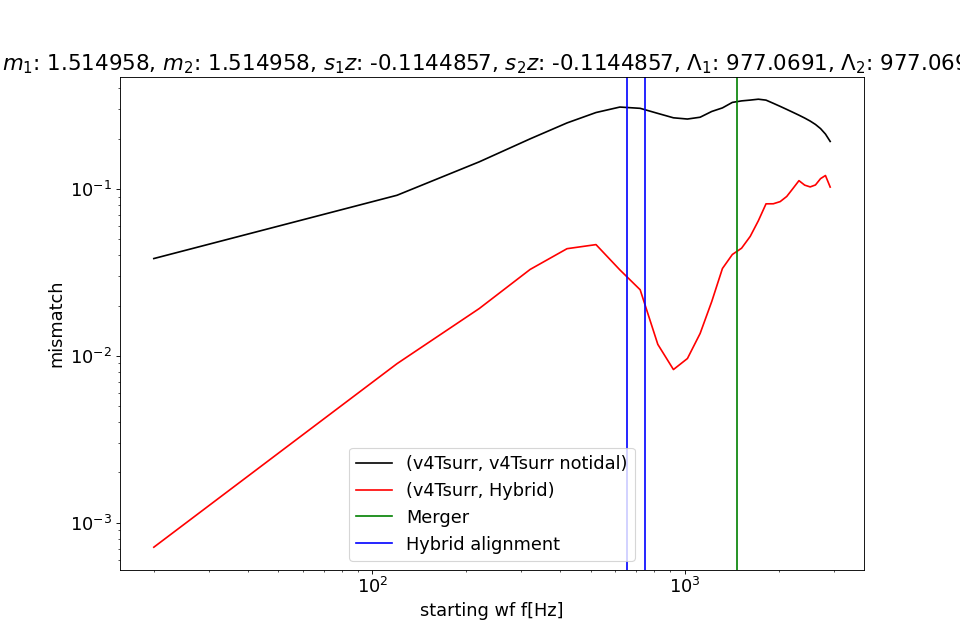 m₁: 1.514958, m₂: 1.514958, s₁z: -0.1144857, s₂z: -0.1144857, Λ₁: 977.0691, Λ₂: 977.069
10⁻¹
10⁻²
10⁻³
mismatch
(v4Tsurr, v4Tsurr notidal)
(v4Tsurr, Hybrid)
Merger
Hybrid alignment
10² 10³
starting wf f[Hz]